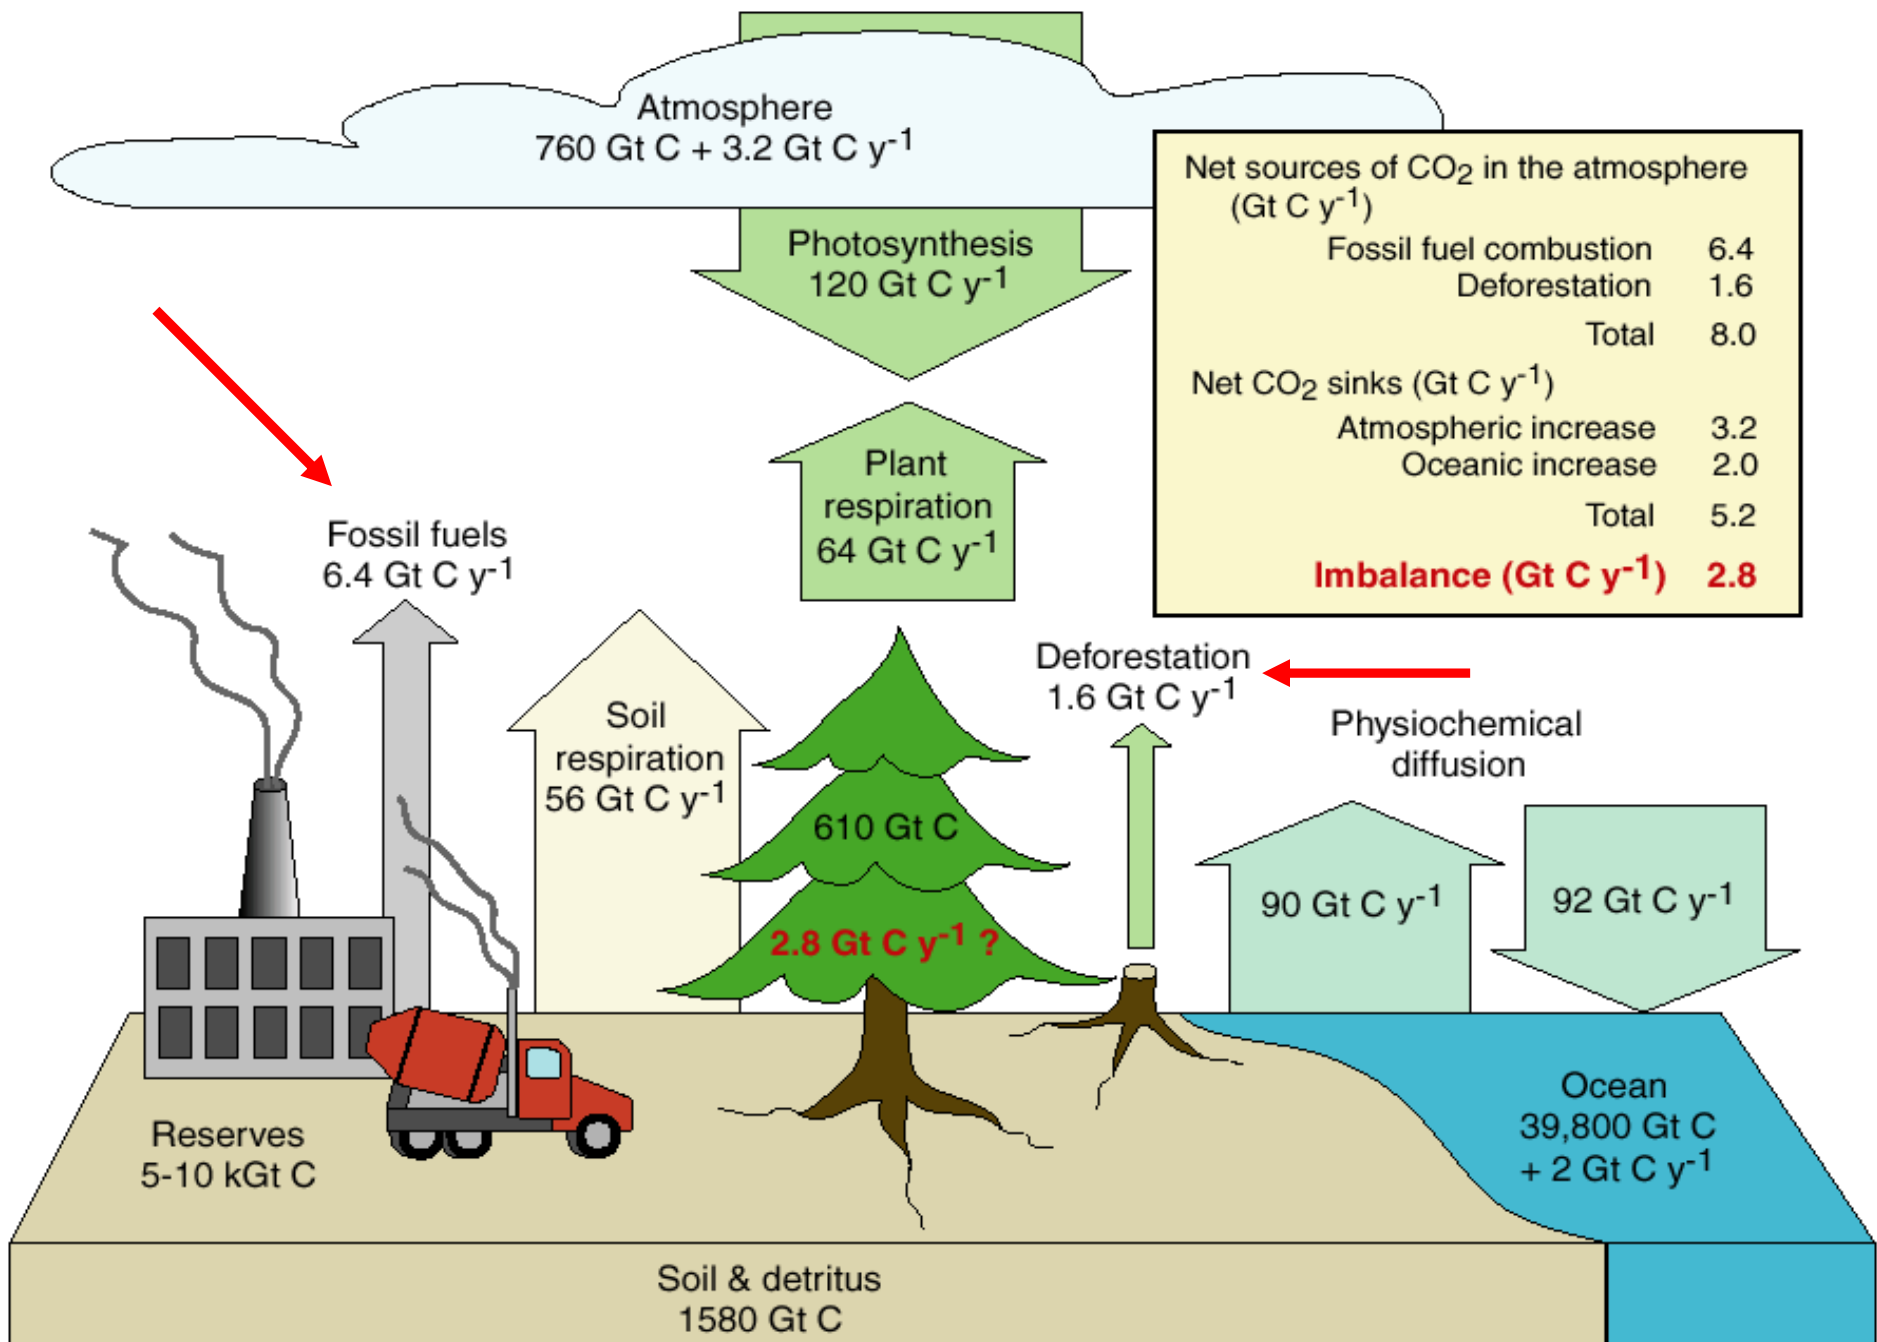 Atmosphere
760 Gt C + 3.2 Gt C y-1
Net sources of CO2 in the atmosphere
(Gt C y-1)
Fossil fuel combustion 6.4
Deforestation 1.6
Total 8.0
Net CO2 sinks (Gt C y-1)
Atmospheric increase 3.2
Oceanic increase 2.0
Total 5.2
Imbalance (Gt C y-1) 2.8
Photosynthesis
120 Gt C y-1
Plant
respiration
64 Gt C y-1
Fossil fuels
6.4 Gt C y-1
Soil
respiration
56 Gt C y-1
610 Gt C
2.8 Gt C y-1 ?
Deforestation
1.6 Gt C y-1
Physiochemical
diffusion
90 Gt C y-1
92 Gt C y-1
Reserves
5-10 kGt C
Ocean
39,800 Gt C
+ 2 Gt C y-1
Soil & detritus
1580 Gt C